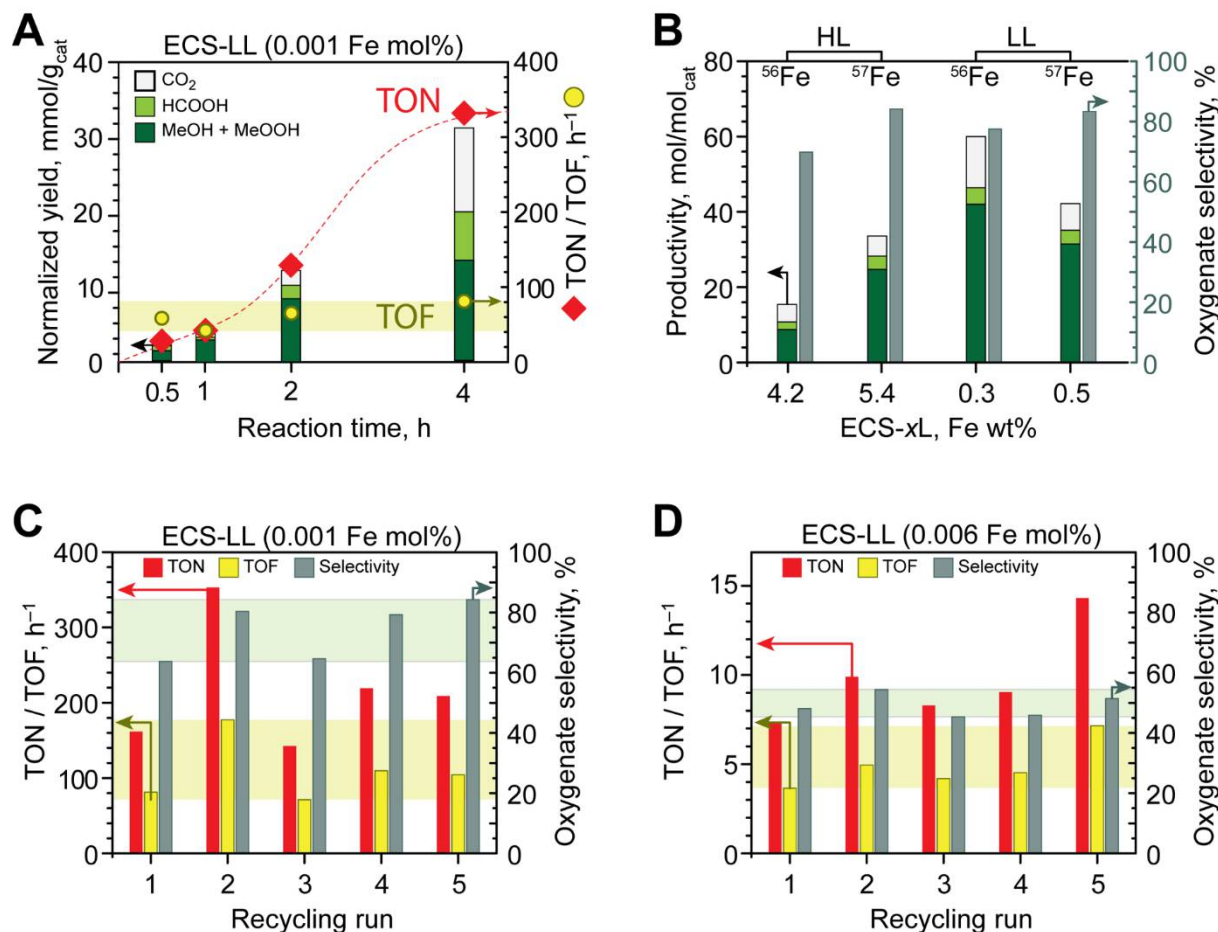 A
ECS-LL (0.001 Fe mol%)
Normalized yield, mmol/g_cat
40
30
20
10
0
CO₂
HCOOH
MeOH + MeOOH
TON
TOF
400
300
200
100
0
TON / TOF, h⁻¹
0.5 1 2 4
Reaction time, h
B
HL LL
⁵⁶Fe ⁵⁷Fe ⁵⁶Fe ⁵⁷Fe
Productivity, mol/mol_cat
80
60
40
20
0
100
80
60
40
20
0
Oxygenate selectivity, %
4.2 5.4 0.3 0.5
ECS-xL, Fe wt%
C
ECS-LL (0.001 Fe mol%)
TON TOF Selectivity
TON / TOF, h⁻¹
400
300
200
100
0
100
80
60
40
20
0
Oxygenate selectivity, %
1 2 3 4 5
Recycling run
D
ECS-LL (0.006 Fe mol%)
TON TOF Selectivity
TON / TOF, h⁻¹
15
10
5
0
100
80
60
40
20
0
Oxygenate selectivity, %
1 2 3 4 5
Recycling run